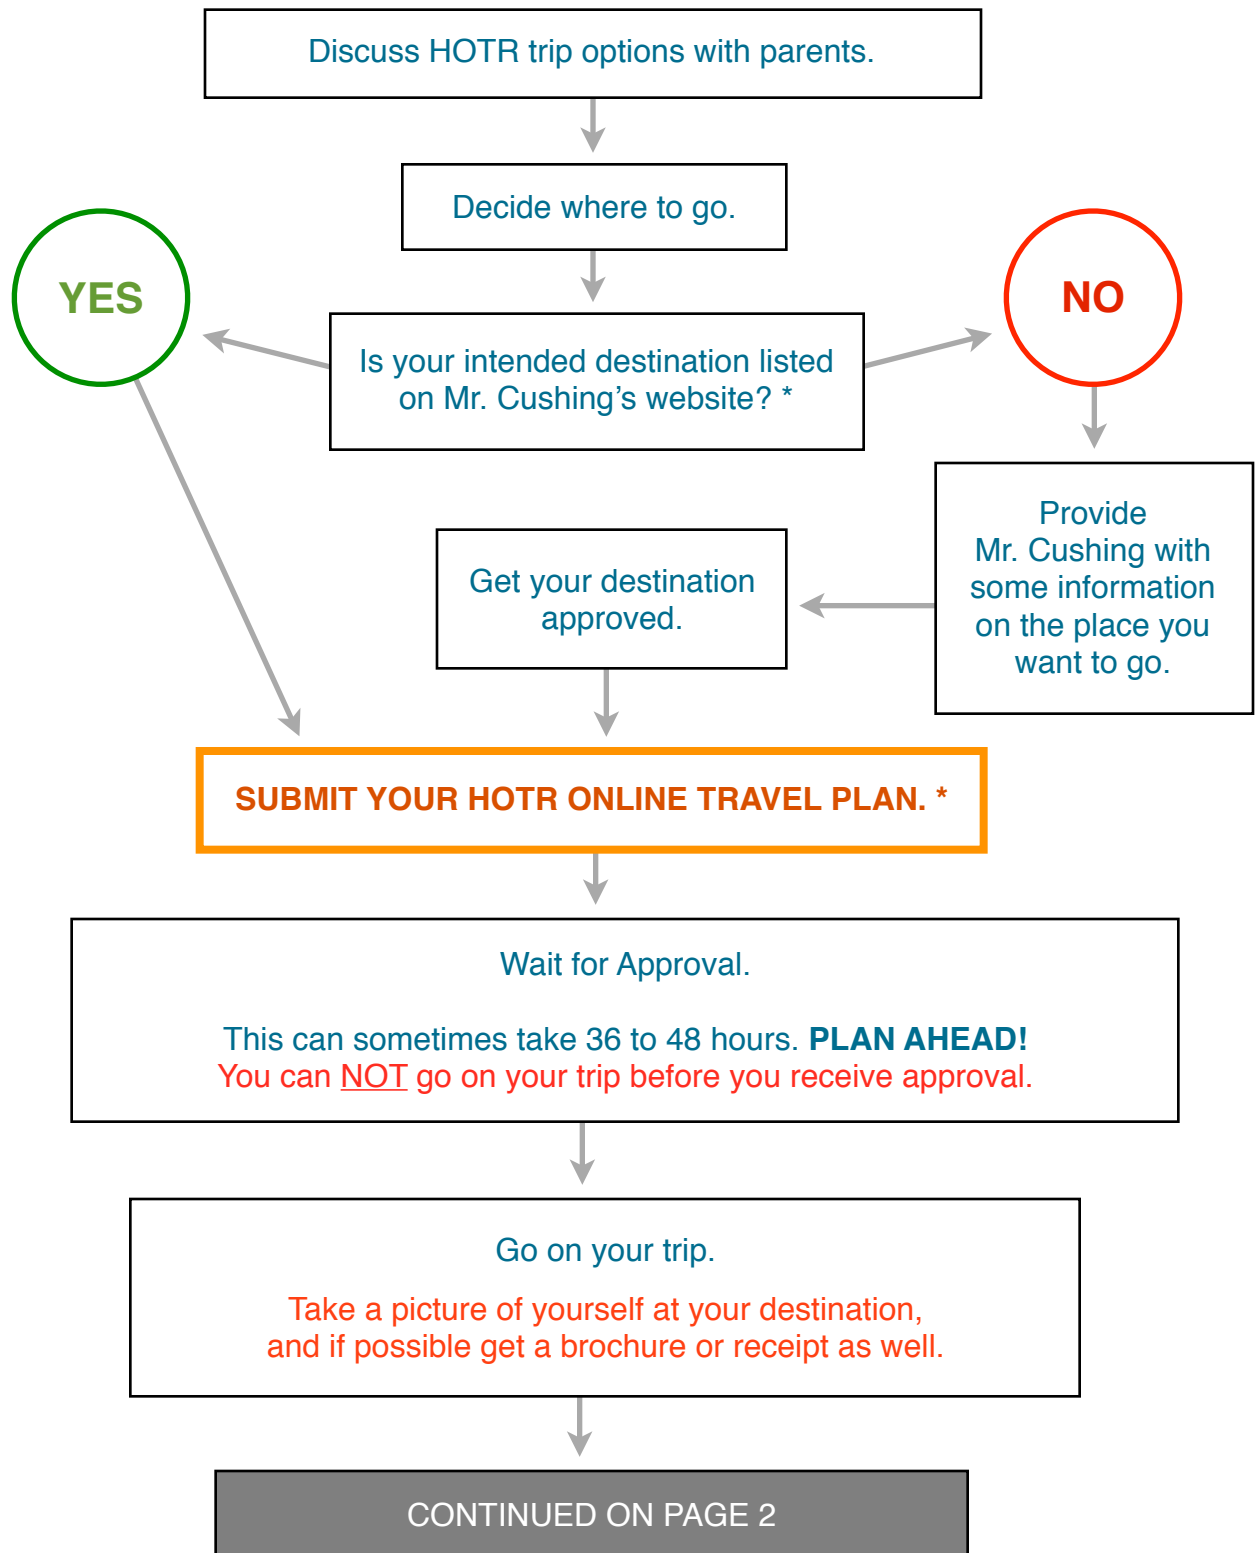 Discuss HOTR trip options with parents.
Decide where to go.
YES
NO
Is your intended destination listed
on Mr. Cushing's website? *
Provide
Mr. Cushing with
some information
on the place you
want to go.
Get your destination
approved.
SUBMIT YOUR HOTR ONLINE TRAVEL PLAN. *
Wait for Approval.
This can sometimes take 36 to 48 hours. PLAN AHEAD!
You can NOT go on your trip before you receive approval.
Go on your trip.
Take a picture of yourself at your destination,
and if possible get a brochure or receipt as well.
CONTINUED ON PAGE 2